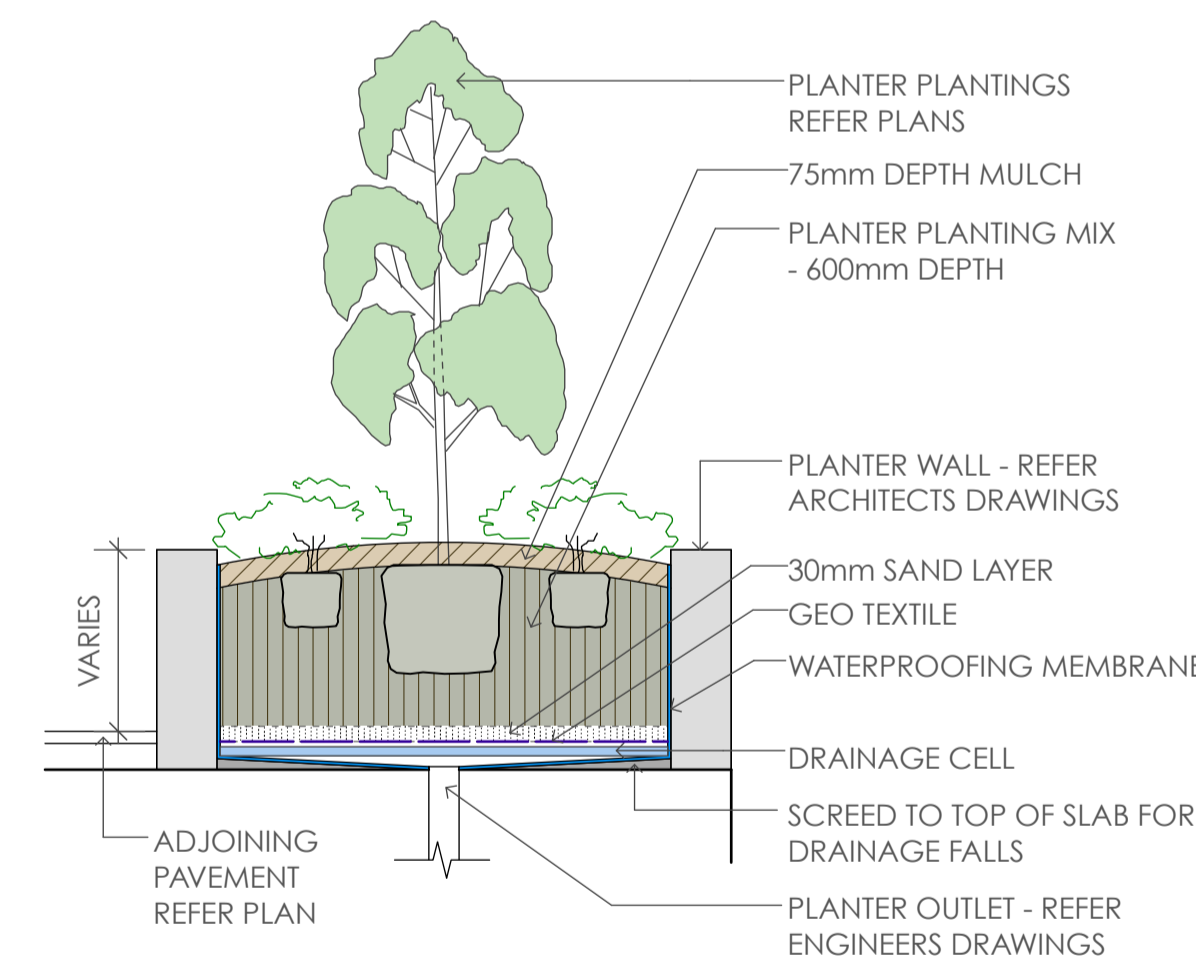 PLANTER PLANTINGS
REFER PLANS
75mm DEPTH MULCH
PLANTER PLANTING MIX
- 600mm DEPTH
PLANTER WALL - REFER
ARCHITECTS DRAWINGS
30mm SAND LAYER
GEO TEXTILE
WATERPROOFING MEMBRANE
DRAINAGE CELL
SCREED TO TOP OF SLAB FOR
DRAINAGE FALLS
PLANTER OUTLET - REFER
ENGINEERS DRAWINGS
VARIES
ADJOINING
PAVEMENT
REFER PLAN